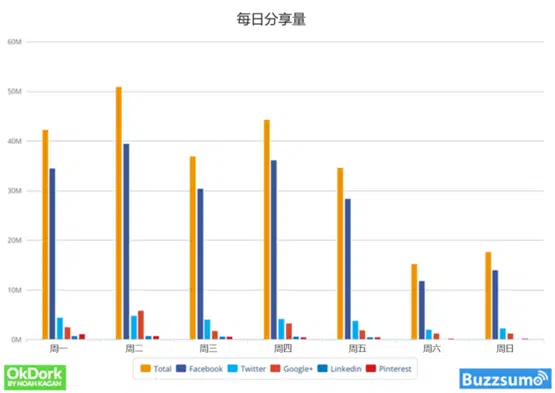 每日分享量
60M
50M
40M
30M
20M
10M
0M
周一 周二 周三 周四 周五 周六 周日
Total Facebook Twitter Google+ Linkedin Pinterest
OkDork
BY NOAH KAGAN
Buzzsumo